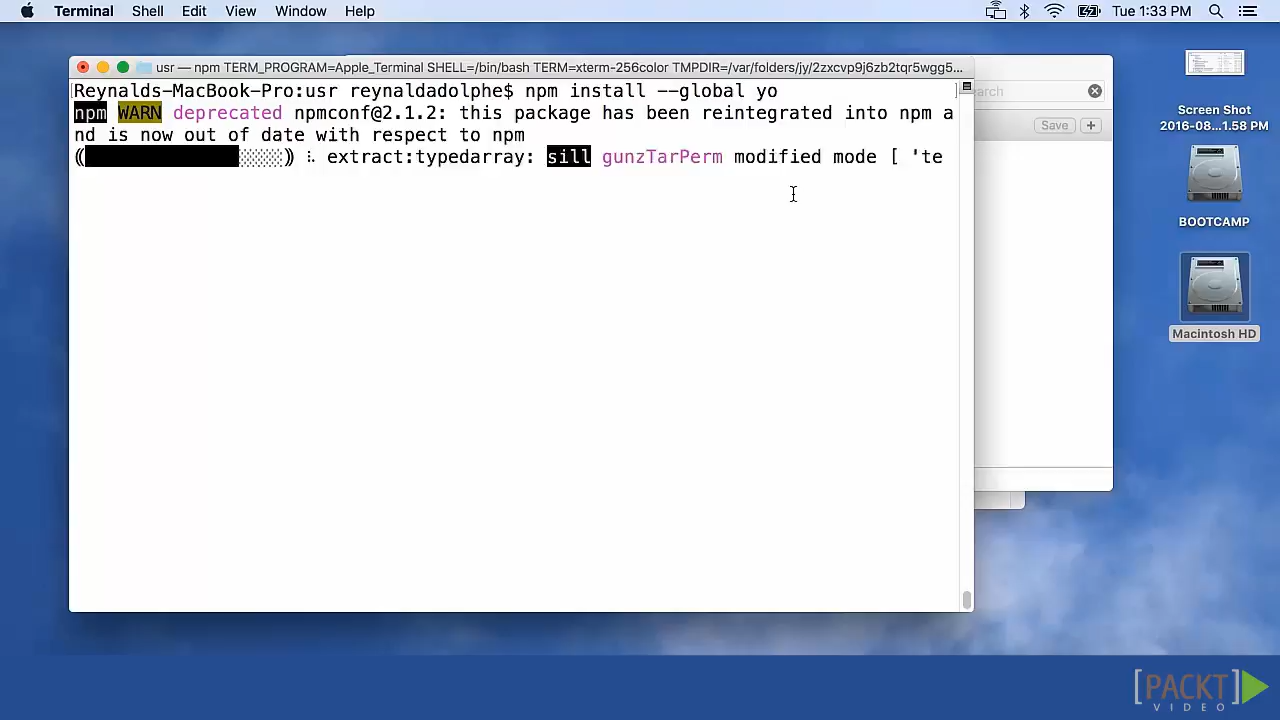 Terminal Shell Edit View Window Help Tue 1:33 PM
usr — npm TERM_PROGRAM=Apple_Terminal SHELL=/bin TERM=xterm-256color TMPDIR=/var/folders/jy/2zxcvp9j6zb2tqr5wgg5...
Reynalds-MacBook-Pro:usr reynaldadolphe$ npm install --global yo
npm WARN deprecated npmconf@2.1.2: this package has been reintegrated into npm a
nd is now out of date with respect to npm
extract:typedarray: sill gunzTarPerm modified mode [ 'te
earch
Save +
Screen Shot
2016-08...1.58 PM
BOOTCAMP
Macintosh HD
[PACKT]
VIDEO